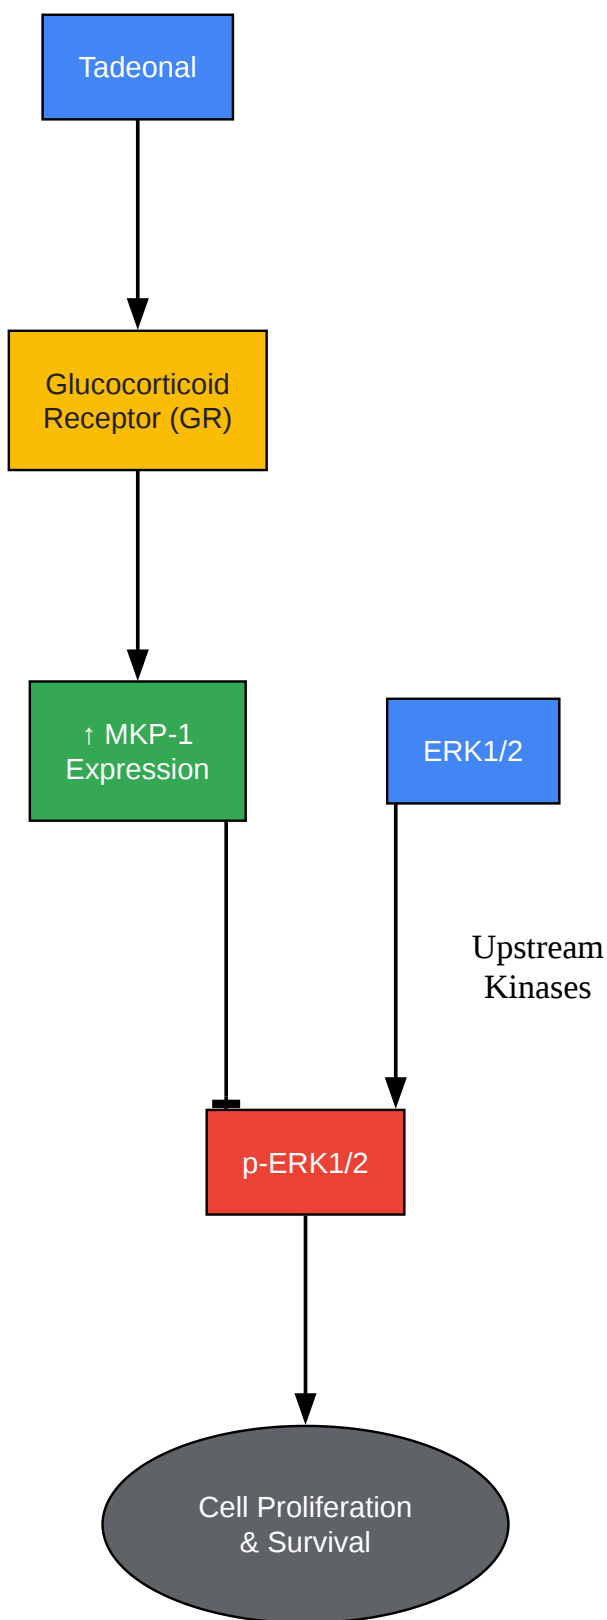 Tadeonal
Glucocorticoid
Receptor (GR)
↑ MKP-1
Expression
ERK1/2
Upstream
Kinases
p-ERK1/2
Cell Proliferation
& Survival